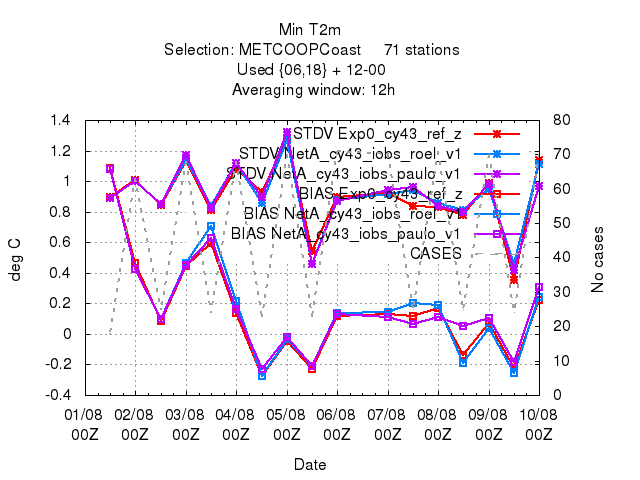 Min T2m
Selection: METCOOPCoast 71 stations
Used {06,18} + 12-00
Averaging window: 12h
deg C
1.4
1.2
1
0.8
0.6
0.4
0.2
0
-0.2
-0.4
STDV Exp0_cy43_ref_z
STDV NetA_cy43_iobs_roel_v1
STDV NetA_cy43_iobs_paulo_v1
BIAS Exp0_cy43_ref_z
BIAS NetA_cy43_iobs_roel_v1
BIAS NetA_cy43_iobs_paulo_v1
CASES
80
70
60
50
40
30
20
10
0
No cases
01/08 02/08 03/08 04/08 05/08 06/08 07/08 08/08 09/08 10/08
00Z 00Z 00Z 00Z 00Z 00Z 00Z 00Z 00Z 00Z
Date